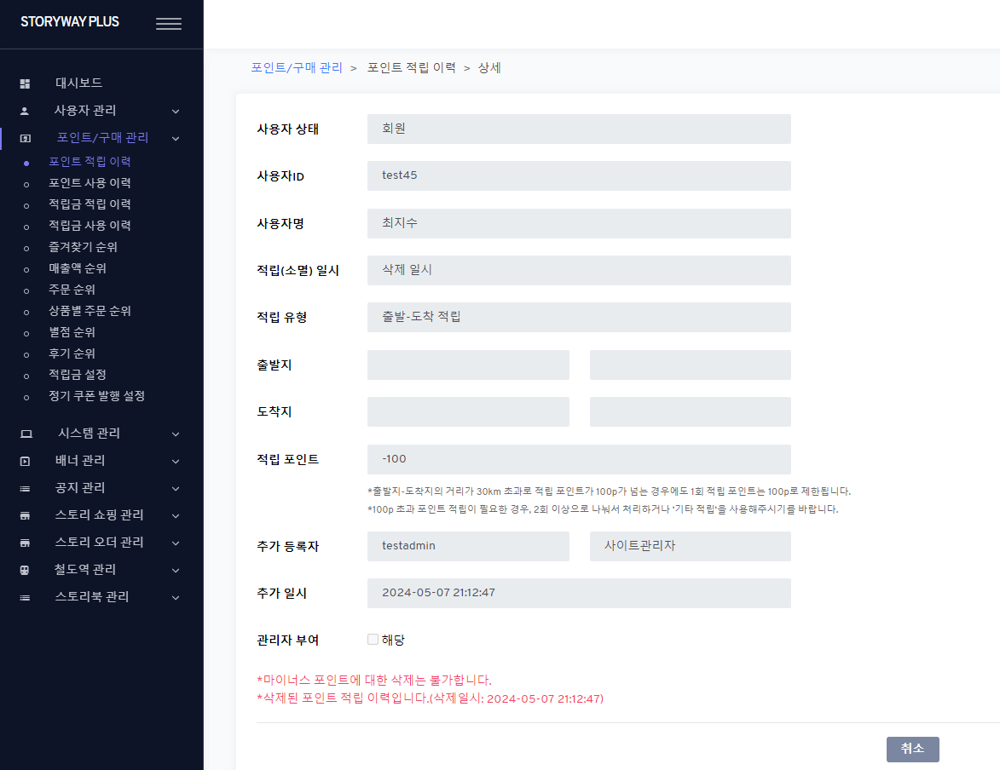 STORYWAY PLUS
대시보드
사용자 관리
포인트/구매 관리
포인트 적립 이력
포인트 사용 이력
적립금 적립 이력
적립금 사용 이력
즐겨찾기 순위
매출액 순위
주문 순위
상품별 주문 순위
별점 순위
후기 순위
적립금 설정
정기 쿠폰 발행 설정
시스템 관리
배너 관리
공지 관리
스토리 쇼핑 관리
스토리 오더 관리
철도역 관리
스토리북 관리
포인트/구매 관리 > 포인트 적립 이력 > 상세
사용자 상태 회원
사용자ID test45
사용자명 최지수
적립(소멸) 일시 삭제 일시
적립 유형 출발-도착 적립
출발지
도착지
적립 포인트 -100
*출발지-도착지의 거리가 30km 초과로 적립 포인트가 100p가 넘는 경우에도 1회 적립 포인트는 100p로 제한됩니다.
*100p 초과 포인트 적립이 필요한 경우, 2회 이상으로 나눠서 처리하거나 '기타 적립'을 사용해주시기를 바랍니다.
추가 등록자 testadmin 사이트관리자
추가 일시 2024-05-07 21:12:47
관리자 부여 해당
*마이너스 포인트에 대한 삭제는 불가합니다.
*삭제된 포인트 적립 이력입니다.(삭제일시: 2024-05-07 21:12:47)
취소